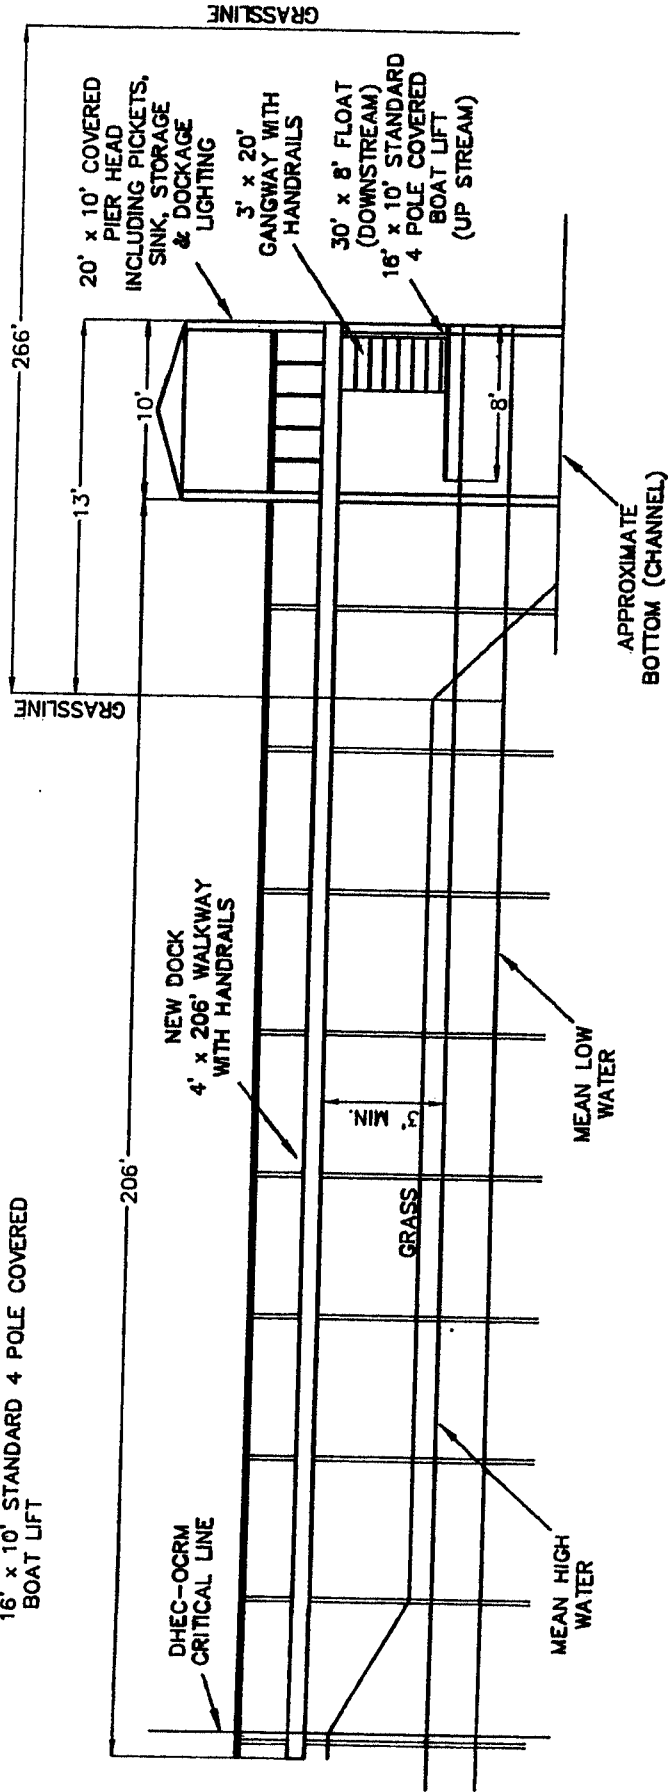 16' x 10' STANDARD 4 POLE COVERED
BOAT LIFT
266'
13'
10'
206'
GRASSLINE
GRASSLINE
20' x 10' COVERED
PIER HEAD
INCLUDING PICKETS,
SINK, STORAGE
& DOCKAGE
LIGHTING
3' x 20'
GANGWAY WITH
HANDRAILS
30' x 8' FLOAT
(DOWNSTREAM)
16' x 10' STANDARD
4 POLE COVERED
BOAT LIFT
(UP STREAM)
8'
NEW DOCK
4' x 206' WALKWAY
WITH HANDRAILS
DHEC-OCRM
CRITICAL LINE
3' MIN.
GRASS
MEAN HIGH
WATER
MEAN LOW
WATER
APPROXIMATE
BOTTOM (CHANNEL)